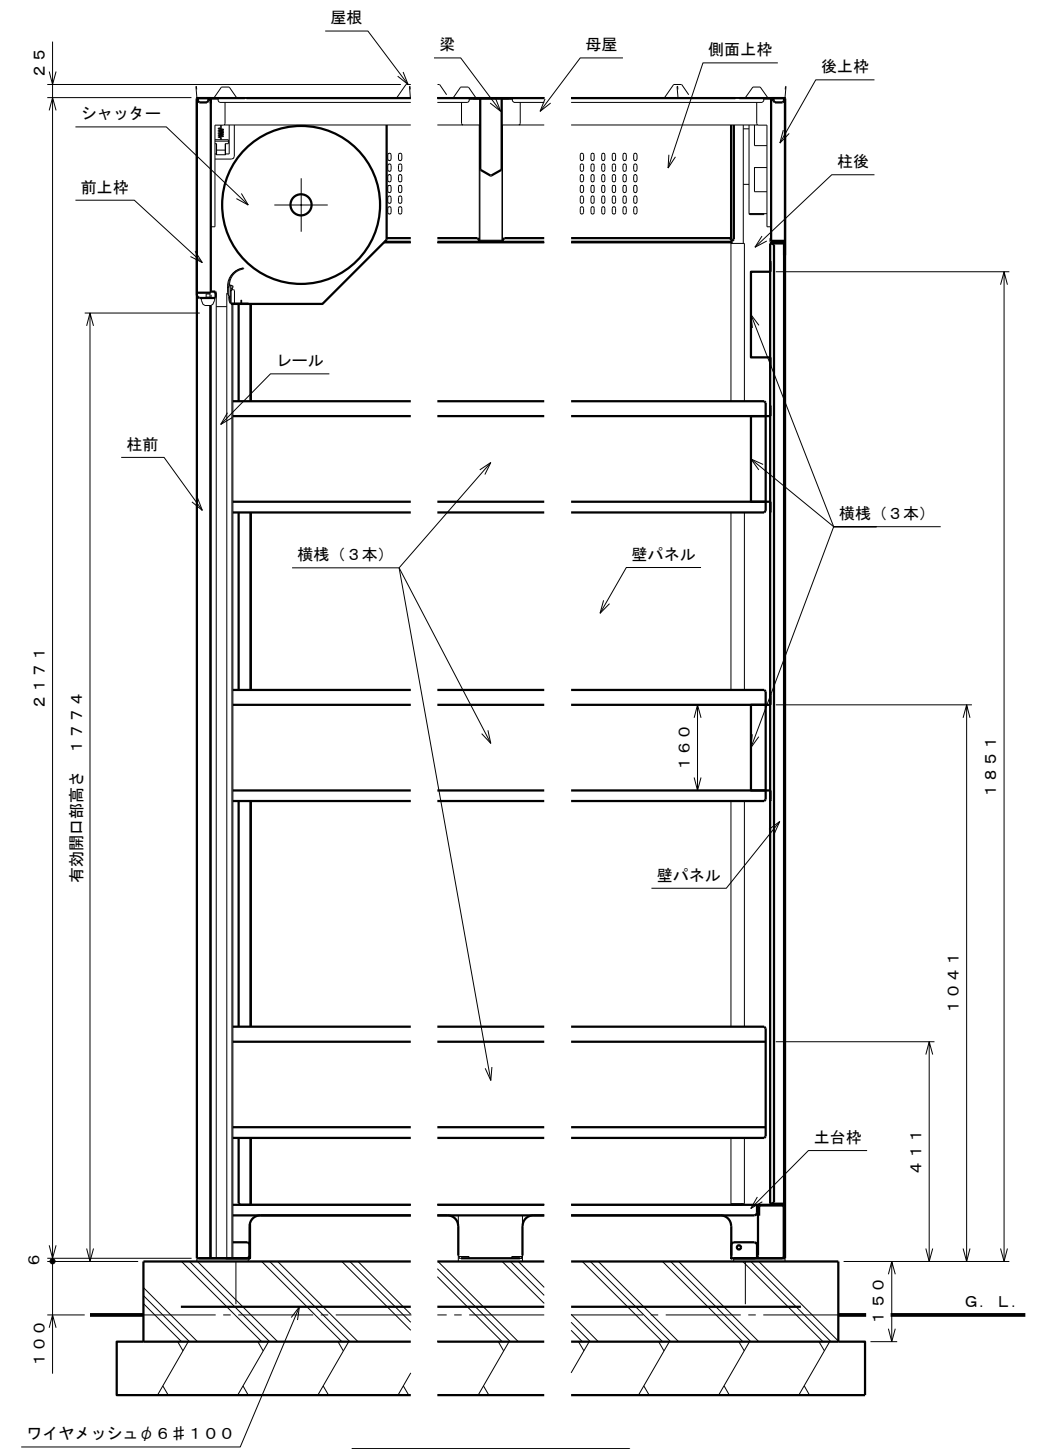 屋根
梁
母屋
側面上枠
後上枠
25
シャッター
柱後
前上枠
レール
柱前
横桟（３本）
横桟（３本）
壁パネル
2171
有効開口部高さ　1774
160
1851
壁パネル
1041
土台枠
411
6
150
G. L.
100
ワイヤメッシュφ６＃１００